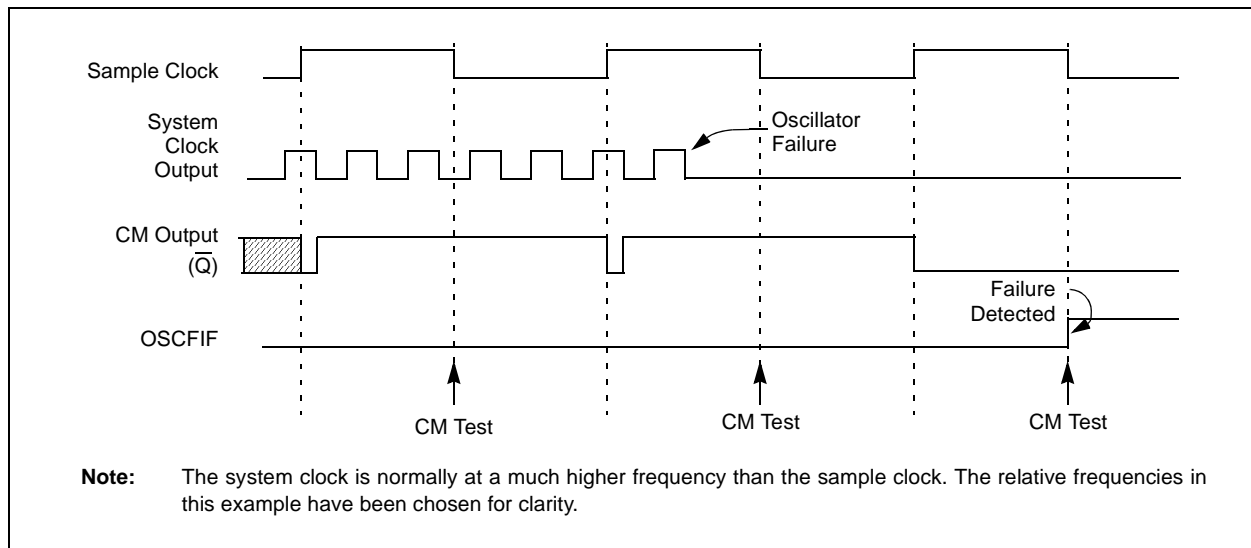 Sample Clock
System
Clock
Output
Oscillator
Failure
CM Output
(Q̅)
Failure
Detected
OSCFIF
CM Test
CM Test
CM Test
Note: The system clock is normally at a much higher frequency than the sample clock. The relative frequencies in
this example have been chosen for clarity.